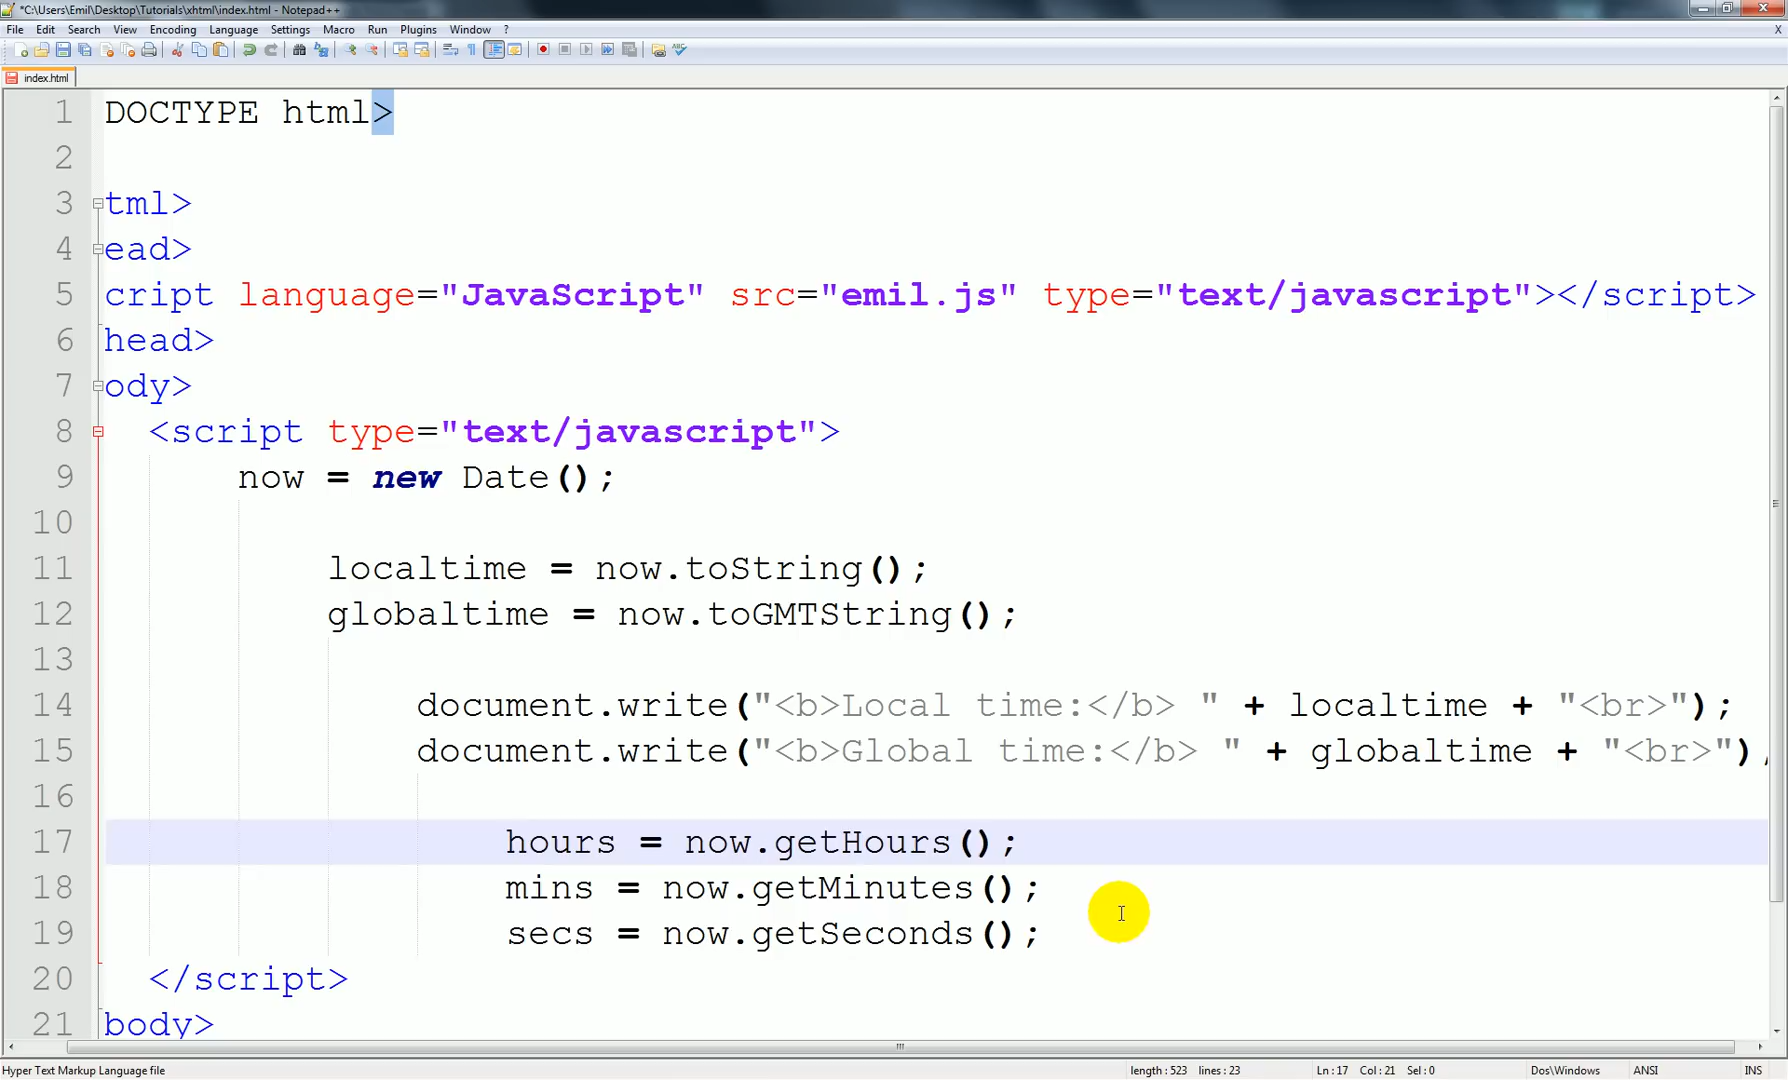 *C:\Users\Emil\Desktop\Tutorials\xhtml\index.html - Notepad++
File Edit Search View Encoding Language Settings Macro Run Plugins Window ? X
index.html
1 DOCTYPE html>
2
3 tml>
4 ead>
5 cript language="JavaScript" src="emil.js" type="text/javascript"></script>
6 head>
7 ody>
8 <script type="text/javascript">
9 now = new Date();
10
11 localtime = now.toString();
12 globaltime = now.toGMTString();
13
14 document.write("<b>Local time:</b> " + localtime + "<br>");
15 document.write("<b>Global time:</b> " + globaltime + "<br>")
16
17 hours = now.getHours();
18 mins = now.getMinutes();
19 secs = now.getSeconds();
20 </script>
21 body>
Hyper Text Markup Language file length : 523 lines : 23 Ln : 17 Col : 21 Sel : 0 Dos\Windows ANSI INS